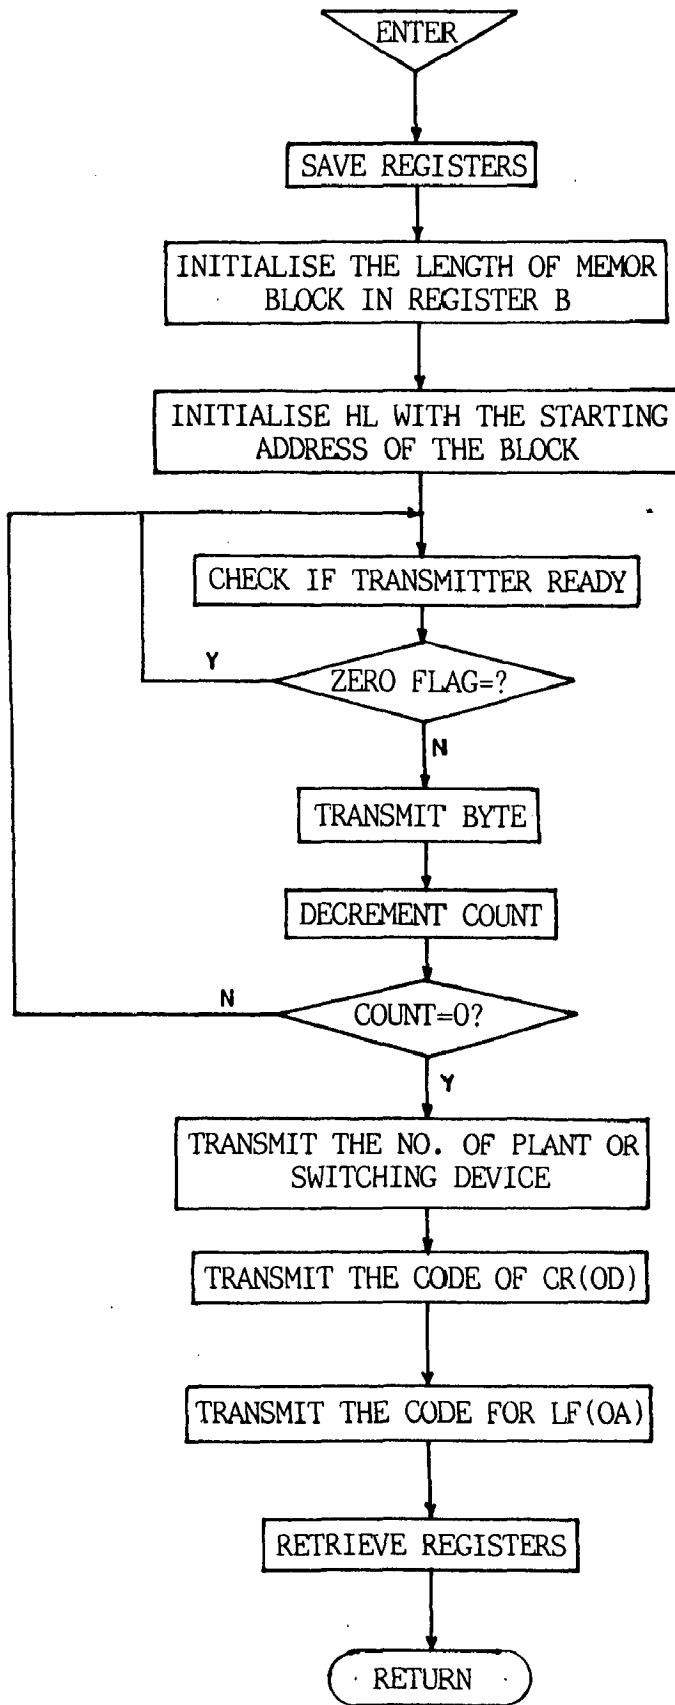 ENTER
SAVE REGISTERS
INITIALISE THE LENGTH OF MEMOR
BLOCK IN REGISTER B
INITIALISE HL WITH THE STARTING
ADDRESS OF THE BLOCK
CHECK IF TRANSMITTER READY
Y
ZERO FLAG=?
N
TRANSMIT BYTE
DECREMENT COUNT
N
COUNT=0?
Y
TRANSMIT THE NO. OF PLANT OR
SWITCHING DEVICE
TRANSMIT THE CODE OF CR(OD)
TRANSMIT THE CODE FOR LF(OA)
RETRIEVE REGISTERS
RETURN